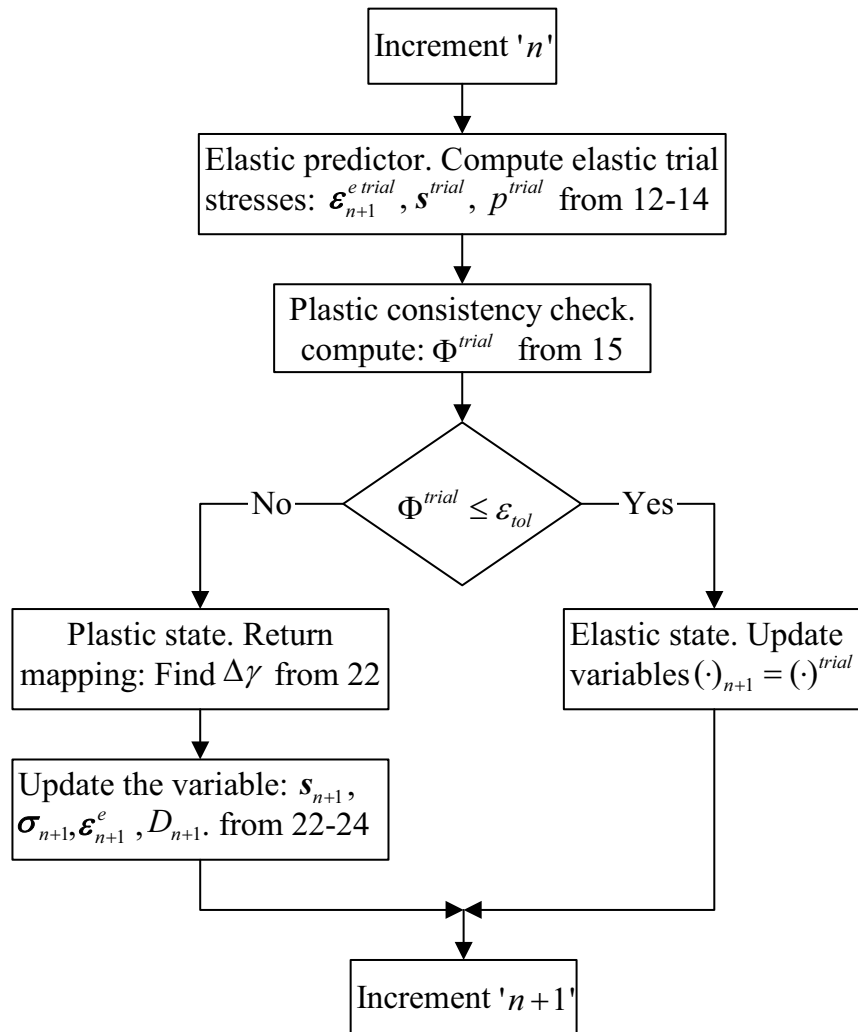 Increment 'n'
Elastic predictor. Compute elastic trial
stresses: 𝜺_{n+1}^{e trial}, 𝒔^{trial}, p^{trial} from 12-14
Plastic consistency check.
compute: Φ^{trial} from 15
No
Φ^{trial} ≤ ε_{tol}
Yes
Plastic state. Return
mapping: Find Δγ from 22
Elastic state. Update
variables (·)_{n+1} = (·)^{trial}
Update the variable: 𝒔_{n+1},
𝝈_{n+1}, 𝜺_{n+1}^{e}, D_{n+1}. from 22-24
Increment 'n+1'